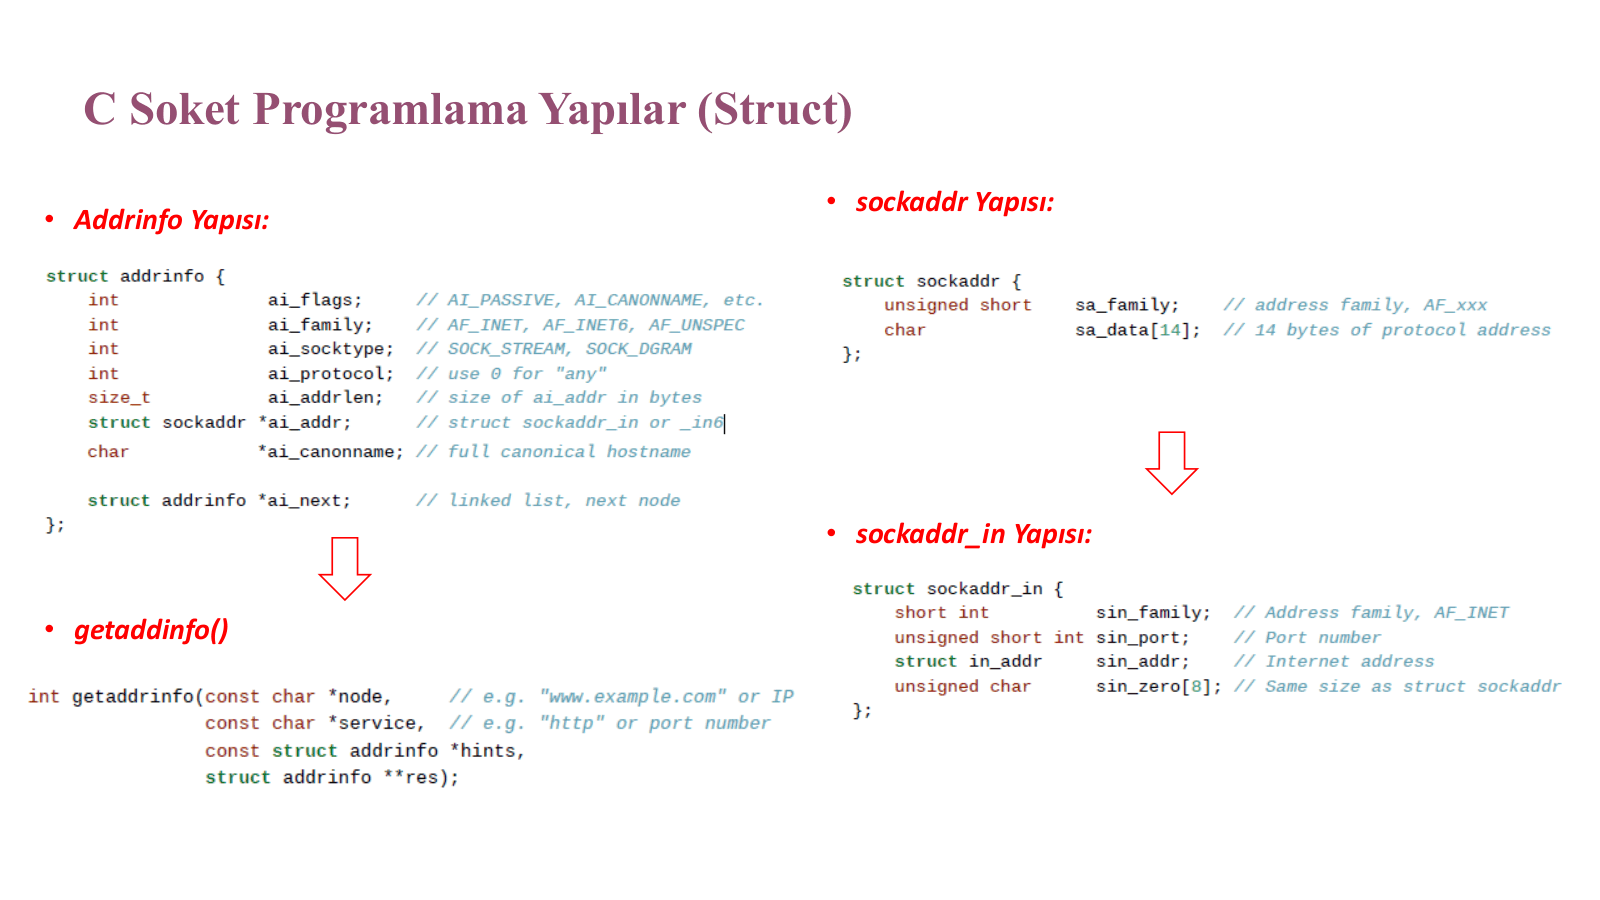 C Soket Programlama Yapılar (Struct)
• Addrinfo Yapısı:
struct addrinfo {
    int              ai_flags;     // AI_PASSIVE, AI_CANONNAME, etc.
    int              ai_family;    // AF_INET, AF_INET6, AF_UNSPEC
    int              ai_socktype;  // SOCK_STREAM, SOCK_DGRAM
    int              ai_protocol;  // use 0 for "any"
    size_t           ai_addrlen;   // size of ai_addr in bytes
    struct sockaddr *ai_addr;      // struct sockaddr_in or _in6
    char            *ai_canonname; // full canonical hostname
    struct addrinfo *ai_next;      // linked list, next node
};
• getaddinfo()
int getaddrinfo(const char *node,     // e.g. "www.example.com" or IP
                const char *service,  // e.g. "http" or port number
                const struct addrinfo *hints,
                struct addrinfo **res);
• sockaddr Yapısı:
struct sockaddr {
    unsigned short    sa_family;    // address family, AF_xxx
    char              sa_data[14];  // 14 bytes of protocol address
};
• sockaddr_in Yapısı:
struct sockaddr_in {
    short int          sin_family;  // Address family, AF_INET
    unsigned short int sin_port;    // Port number
    struct in_addr     sin_addr;    // Internet address
    unsigned char      sin_zero[8]; // Same size as struct sockaddr
};